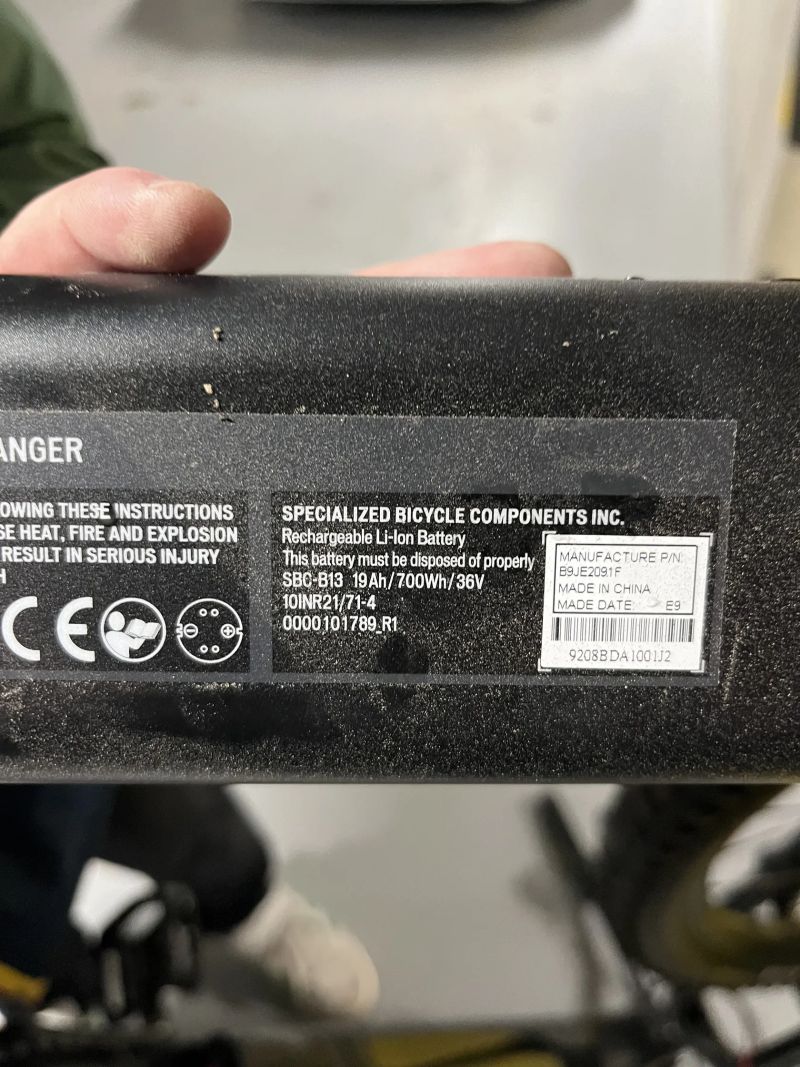 ANGER
OWING THESE INSTRUCTIONS
SE HEAT, FIRE AND EXPLOSION
RESULT IN SERIOUS INJURY
H
CE
SPECIALIZED BICYCLE COMPONENTS INC.
Rechargeable Li-Ion Battery
This battery must be disposed of properly
SBC-B13 19Ah/700Wh/36V
10INR21/71-4
0000101789_R1
MANUFACTURE P/N:
B9JE2091F
MADE IN CHINA
MADE DATE: E9
9208BDA1001J2